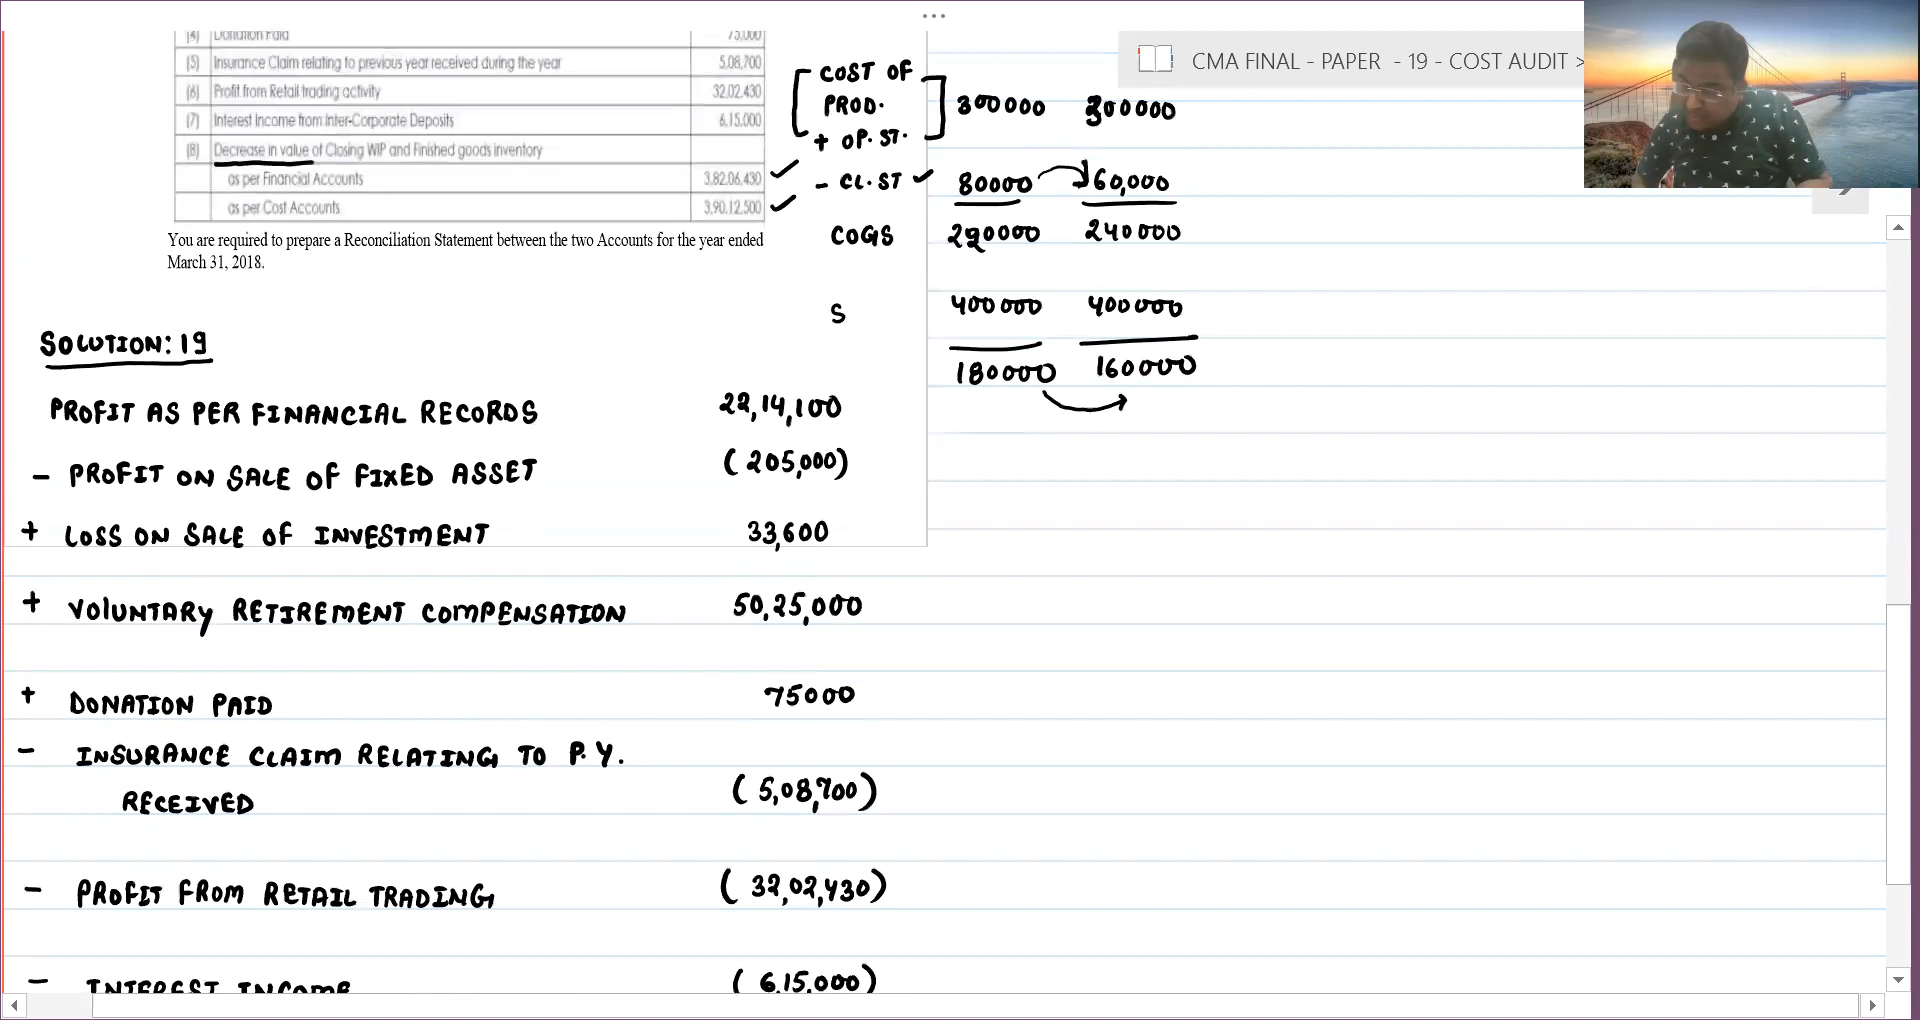 (4) Donation Paid 75,000
(5) Insurance Claim relating to previous year received during the year 5,08,700
(6) Profit from Retail trading activity 32,02,430
(7) Interest Income from Inter-Corporate Deposits 6,15,000
(8) Decrease in value of Closing WIP and Finished goods inventory
as per Financial Accounts 3,82,06,430
as per Cost Accounts 3,90,12,500
You are required to prepare a Reconciliation Statement between the two Accounts for the year ended
March 31, 2018.
CMA FINAL - PAPER - 19 - COST AUDIT >
COST OF
PROD. 300000 300000
+ OP. ST.
- CL. ST 80000 60,000
COGS 220000 240000
S 400000 400000
180000 160000
SOLUTION: 19
PROFIT AS PER FINANCIAL RECORDS 22,14,100
- PROFIT ON SALE OF FIXED ASSET (205,000)
+ LOSS ON SALE OF INVESTMENT 33,600
+ VOLUNTARY RETIREMENT COMPENSATION 50,25,000
+ DONATION PAID 75000
- INSURANCE CLAIM RELATING TO P.Y.
RECEIVED (5,08,700)
- PROFIT FROM RETAIL TRADING (32,02,430)
- INTEREST INCOME (6,15,000)